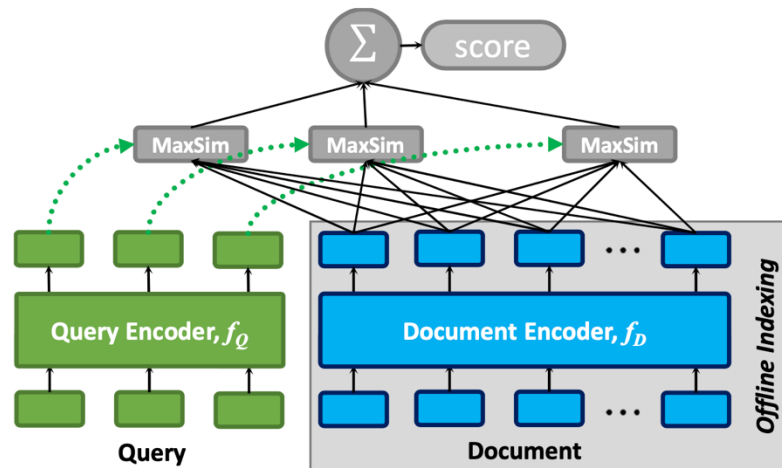 Σ
score
MaxSim
MaxSim
MaxSim
Query Encoder, f_Q
Document Encoder, f_D
...
...
Query
Document
Offline Indexing